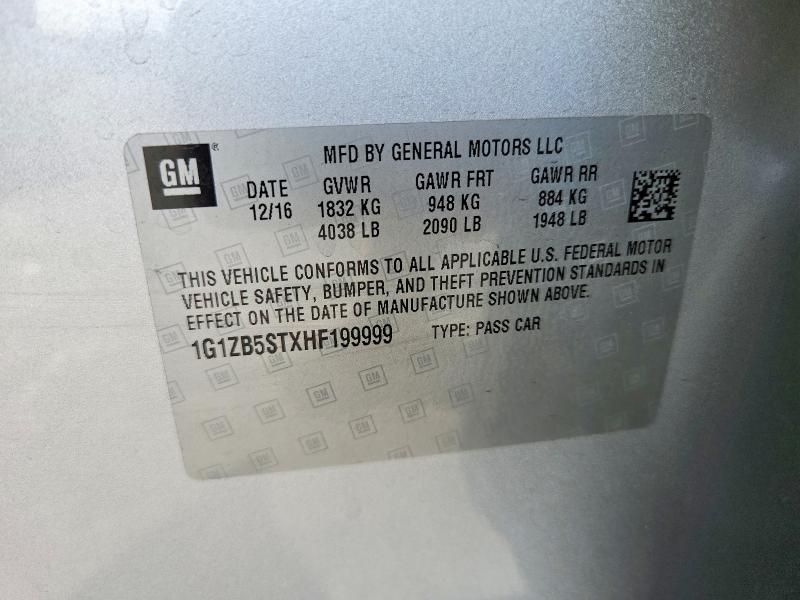 GM ®
MFD BY GENERAL MOTORS LLC
DATE GVWR GAWR FRT GAWR RR
12/16 1832 KG 948 KG 884 KG
4038 LB 2090 LB 1948 LB
THIS VEHICLE CONFORMS TO ALL APPLICABLE U.S. FEDERAL MOTOR
VEHICLE SAFETY, BUMPER, AND THEFT PREVENTION STANDARDS IN
EFFECT ON THE DATE OF MANUFACTURE SHOWN ABOVE.
1G1ZB5STXHF199999 TYPE: PASS CAR